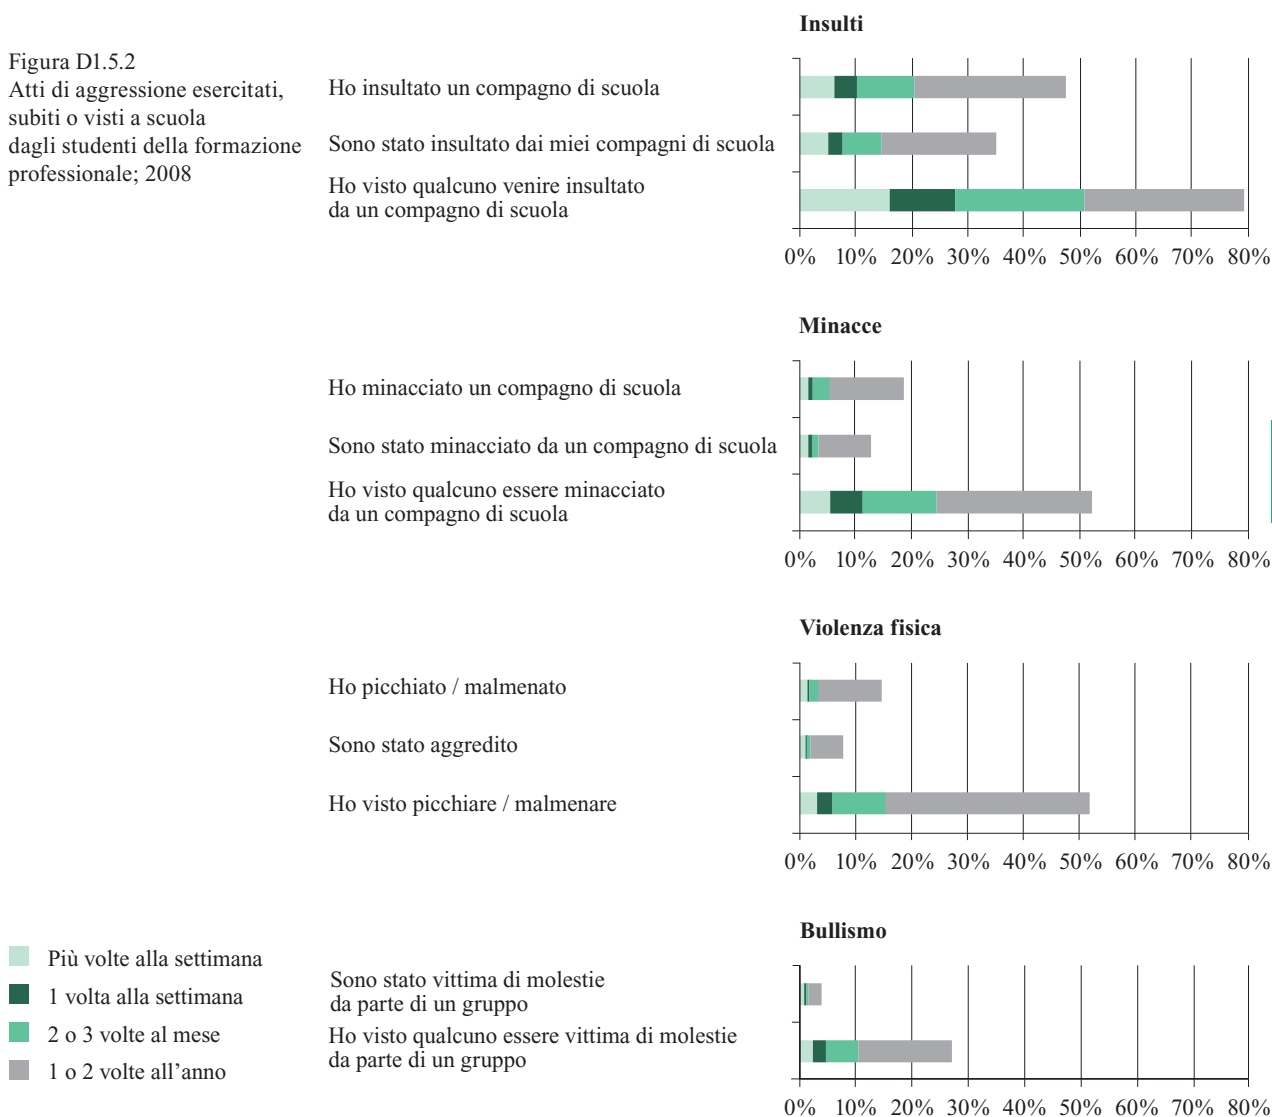 Figura D1.5.2
Atti di aggressione esercitati,
subiti o visti a scuola
dagli studenti della formazione
professionale; 2008
Insulti
Ho insultato un compagno di scuola
Sono stato insultato dai miei compagni di scuola
Ho visto qualcuno venire insultato
da un compagno di scuola
0% 10% 20% 30% 40% 50% 60% 70% 80%
Minacce
Ho minacciato un compagno di scuola
Sono stato minacciato da un compagno di scuola
Ho visto qualcuno essere minacciato
da un compagno di scuola
0% 10% 20% 30% 40% 50% 60% 70% 80%
Violenza fisica
Ho picchiato / malmenato
Sono stato aggredito
Ho visto picchiare / malmenare
0% 10% 20% 30% 40% 50% 60% 70% 80%
Bullismo
Sono stato vittima di molestie
da parte di un gruppo
Ho visto qualcuno essere vittima di molestie
da parte di un gruppo
0% 10% 20% 30% 40% 50% 60% 70% 80%
Più volte alla settimana
1 volta alla settimana
2 o 3 volte al mese
1 o 2 volte all'anno